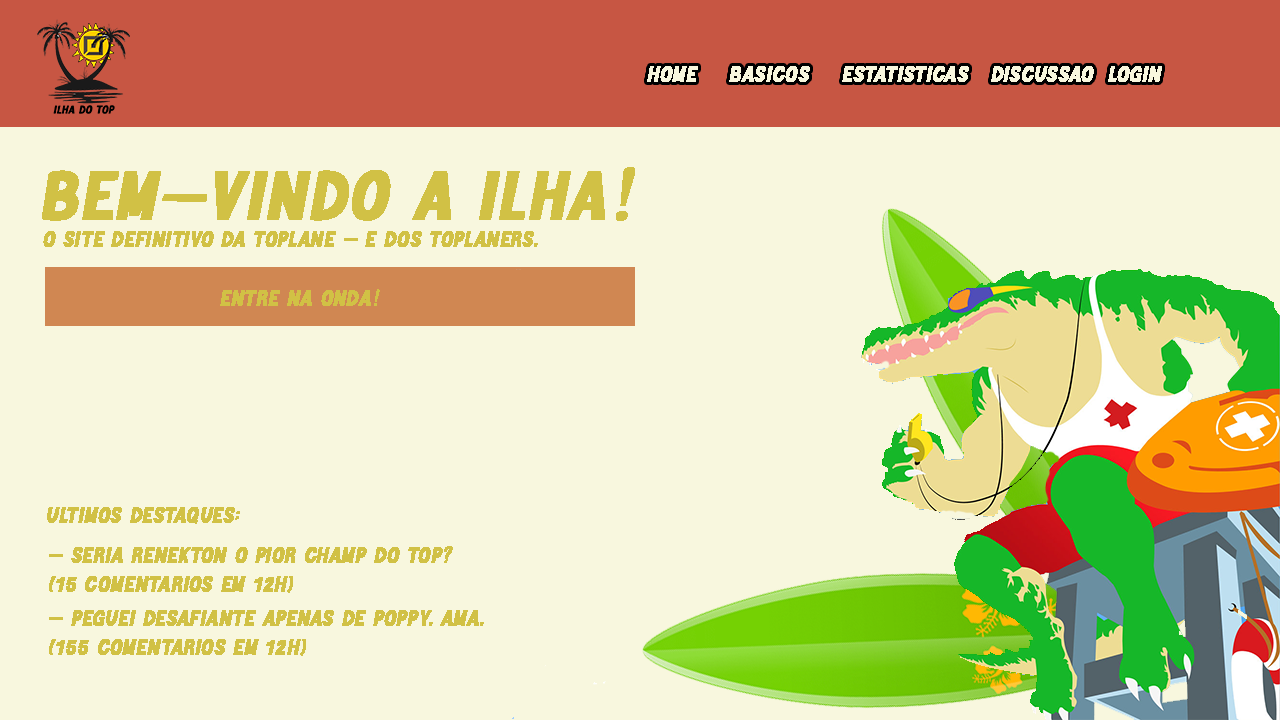 ILHA DO TOP
HOME BASICOS ESTATISTICAS DISCUSSAO LOGIN
BEM-VINDO A ILHA!
O SITE DEFINITIVO DA TOPLANE - E DOS TOPLANERS.
ENTRE NA ONDA!
ULTIMOS DESTAQUES:
- SERIA RENEKTON O PIOR CHAMP DO TOP?
(15 COMENTARIOS EM 12H)
- PEGUEI DESAFIANTE APENAS DE POPPY. AMA.
(155 COMENTARIOS EM 12H)